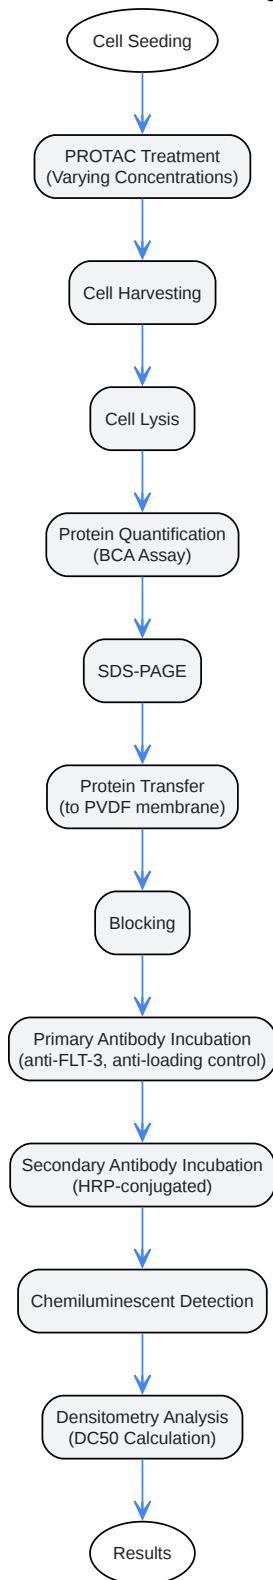 Cell Seeding
PROTAC Treatment
(Varying Concentrations)
Cell Harvesting
Cell Lysis
Protein Quantification
(BCA Assay)
SDS-PAGE
Protein Transfer
(to PVDF membrane)
Blocking
Primary Antibody Incubation
(anti-FLT-3, anti-loading control)
Secondary Antibody Incubation
(HRP-conjugated)
Chemiluminescent Detection
Densitometry Analysis
(DC50 Calculation)
Results